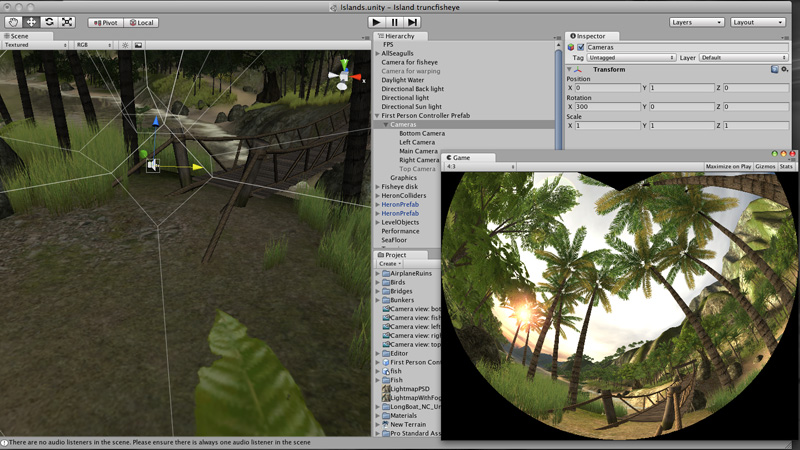 Islands.unity – Island truncfisheye
Pivot Local Layers Layout
Scene
Textured RGB
Hierarchy
FPS
AllSeagulls
Camera for fisheye
Camera for warping
Daylight Water
Directional Back light
Directional light
Directional Sun light
First Person Controller Prefab
Cameras
Bottom Camera
Left Camera
Main Camera
Right Camera
Top Camera
Graphics
Fisheye disk
HeronColliders
HeronPrefab
HeronPrefab
LevelObjects
Performance
SeaFloor
Project
Create
AirplaneRuins
Birds
Bridges
Bunkers
Camera view: bot
Camera view: fish
Camera view: left
Camera view: righ
Camera view: top
Editor
First Person Cont
fish
Fish
LightmapPSD
LightmapWithFog
LongBoat_NC_Un
Materials
New Terrain
Pro Standard Ass
Inspector
Cameras
Tag Untagged Layer Default
Transform
Position
X 0 Y 1 Z 0
Rotation
X 300 Y 0 Z 0
Scale
X 1 Y 1 Z 1
Game
4:3 Maximize on Play Gizmos Stats
There are no audio listeners in the scene. Please ensure there is always one audio listener in the scene